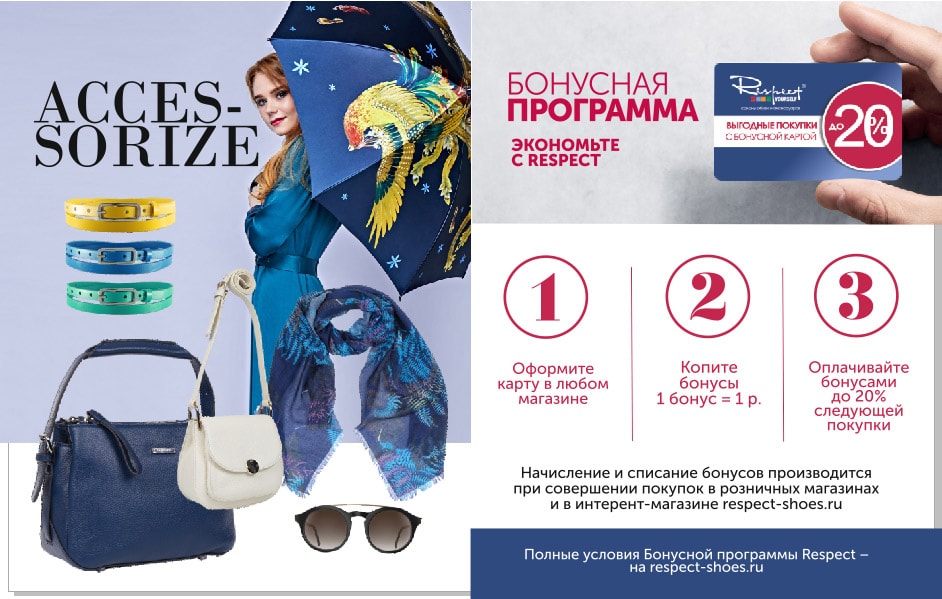 ACCES-
SORIZE
БОНУСНАЯ
ПРОГРАММА
ЭКОНОМЬТЕ
С RESPECT
Respect
YOURSELF
ВЫГОДНЫЕ ПОКУПКИ
С БОНУСНОЙ КАРТОЙ
ДО 20%
1
Оформите
карту в любом
магазине
2
Копите
бонусы
1 бонус = 1 р.
3
Оплачивайте
бонусами
до 20%
следующей
покупки
Начисление и списание бонусов производится
при совершении покупок в розничных магазинах
и в интерент-магазине respect-shoes.ru
Полные условия Бонусной программы Respect –
на respect-shoes.ru